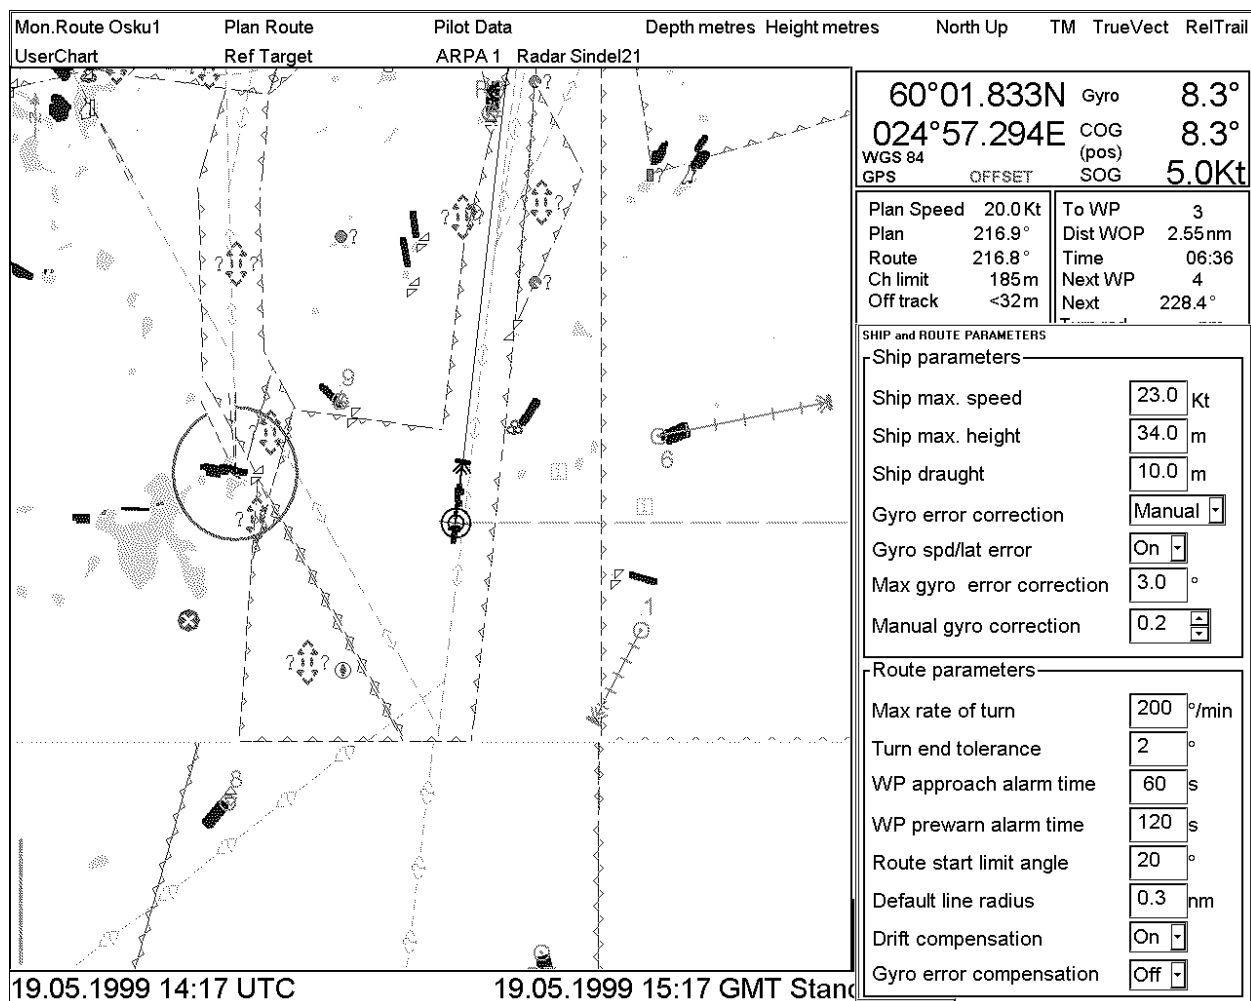 Mon.Route Osku1 Plan Route Pilot Data Depth metres Height metres North Up TM TrueVect RelTrail
UserChart Ref Target ARPA 1 Radar Sindel21
60°01.833N Gyro 8.3°
024°57.294E COG 8.3°
WGS 84 (pos)
GPS OFFSET SOG 5.0Kt
Plan Speed 20.0Kt
Plan 216.9°
Route 216.8°
Ch limit 185m
Off track <32m
To WP 3
Dist WOP 2.55nm
Time 06:36
Next WP 4
Next 228.4°
SHIP and ROUTE PARAMETERS
Ship parameters
Ship max. speed 23.0 Kt
Ship max. height 34.0 m
Ship draught 10.0 m
Gyro error correction Manual
Gyro spd/lat error On
Max gyro error correction 3.0 °
Manual gyro correction 0.2
Route parameters
Max rate of turn 200 °/min
Turn end tolerance 2 °
WP approach alarm time 60 s
WP prewarn alarm time 120 s
Route start limit angle 20 °
Default line radius 0.3 nm
Drift compensation On
Gyro error compensation Off
?
? ?
? ?
?
9
6
?
1
? ?
8
19.05.1999 14:17 UTC 19.05.1999 15:17 GMT Stand